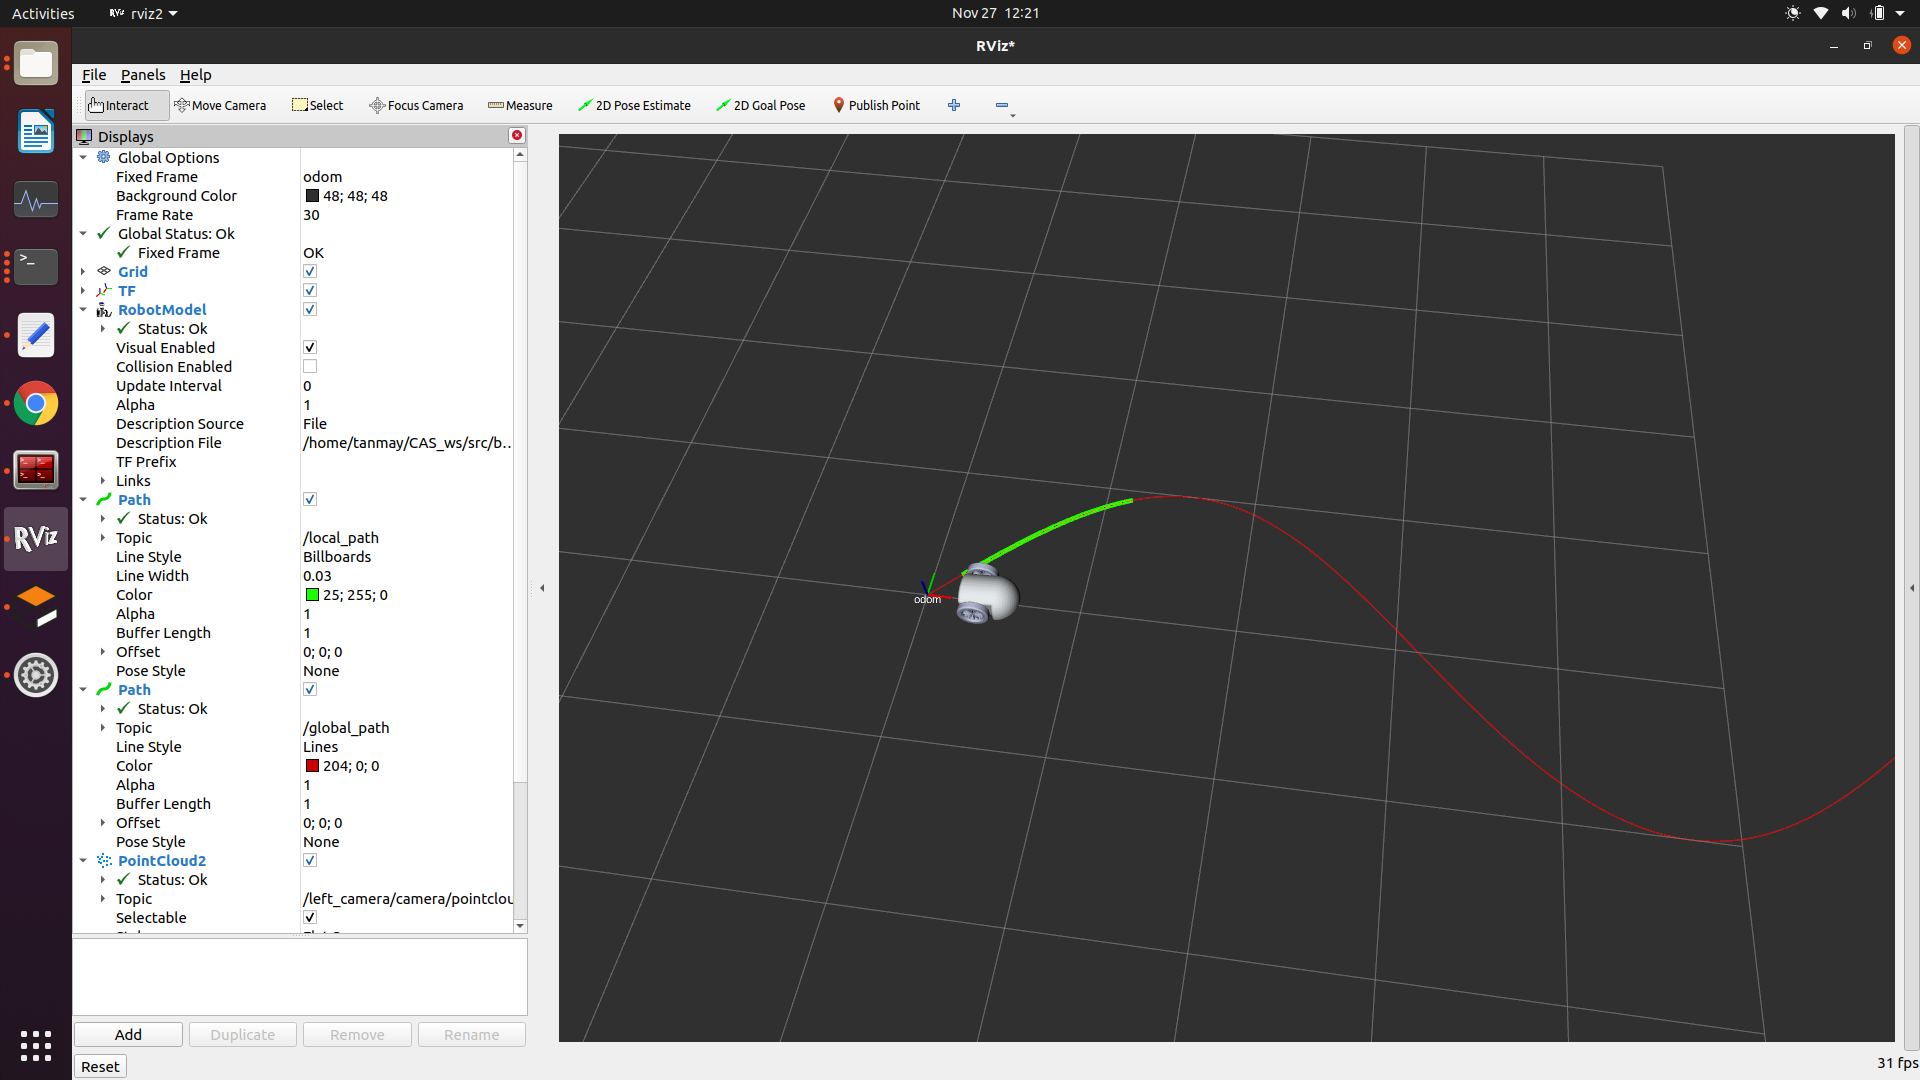 Activities RViz rviz2 Nov 27 12:21
RViz*
File Panels Help
Interact Move Camera Select Focus Camera Measure 2D Pose Estimate 2D Goal Pose Publish Point
Displays
Global Options
Fixed Frame odom
Background Color 48; 48; 48
Frame Rate 30
Global Status: Ok
Fixed Frame OK
Grid
TF
RobotModel
Status: Ok
Visual Enabled
Collision Enabled
Update Interval 0
Alpha 1
Description Source File
Description File /home/tanmay/CAS_ws/src/b...
TF Prefix
Links
Path
Status: Ok
Topic /local_path
Line Style Billboards
Line Width 0.03
Color 25; 255; 0
Alpha 1
Buffer Length 1
Offset 0; 0; 0
Pose Style None
Path
Status: Ok
Topic /global_path
Line Style Lines
Color 204; 0; 0
Alpha 1
Buffer Length 1
Offset 0; 0; 0
Pose Style None
PointCloud2
Status: Ok
Topic /left_camera/camera/pointclou
Selectable
Add Duplicate Remove Rename
Reset
31 fps
odom
RViz